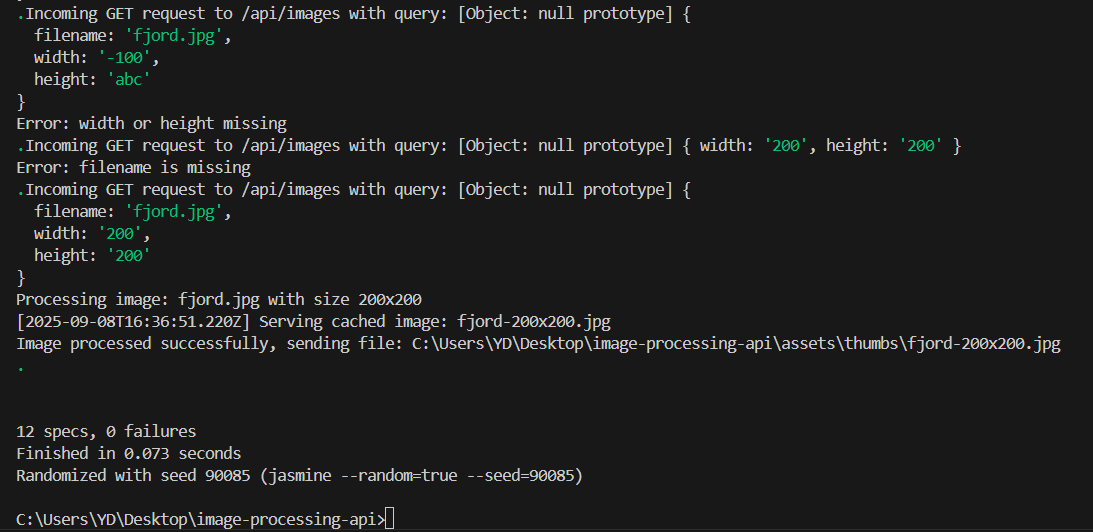 .Incoming GET request to /api/images with query: [Object: null prototype] {
  filename: 'fjord.jpg',
  width: '-100',
  height: 'abc'
}
Error: width or height missing
.Incoming GET request to /api/images with query: [Object: null prototype] { width: '200', height: '200' }
Error: filename is missing
.Incoming GET request to /api/images with query: [Object: null prototype] {
  filename: 'fjord.jpg',
  width: '200',
  height: '200'
}
Processing image: fjord.jpg with size 200x200
[2025-09-08T16:36:51.220Z] Serving cached image: fjord-200x200.jpg
Image processed successfully, sending file: C:\Users\YD\Desktop\image-processing-api\assets\thumbs\fjord-200x200.jpg
.
12 specs, 0 failures
Finished in 0.073 seconds
Randomized with seed 90085 (jasmine --random=true --seed=90085)
C:\Users\YD\Desktop\image-processing-api>